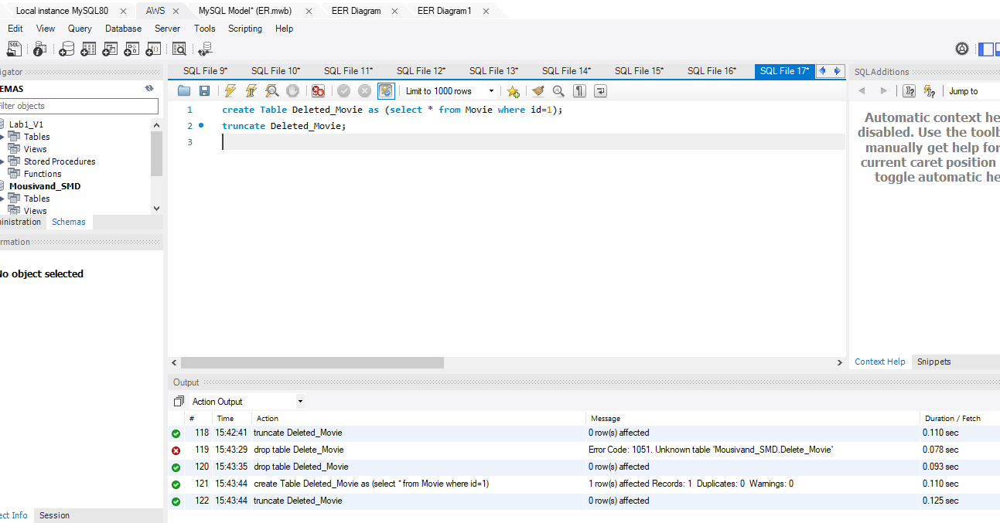 Local instance MySQL80 AWS MySQL Model* (ER.mwb) EER Diagram EER Diagram1
Edit View Query Database Server Tools Scripting Help
igator
EMAS
ilter objects
Lab1_V1
Tables
Views
Stored Procedures
Functions
Mousivand_SMD
Tables
Views
inistration Schemas
rmation
No object selected
ect Info Session
SQL File 9* SQL File 10* SQL File 11* SQL File 12* SQL File 13* SQL File 14* SQL File 15* SQL File 16* SQL File 17*
Limit to 1000 rows
1 create Table Deleted_Movie as (select * from Movie where id=1);
2 truncate Deleted_Movie;
3
SQLAdditions
Jump to
Automatic context he
disabled. Use the toolb
manually get help for
current caret position
toggle automatic he
Context Help Snippets
Output
Action Output
# Time Action Message Duration / Fetch
118 15:42:41 truncate Deleted_Movie 0 row(s) affected 0.110 sec
119 15:43:29 drop table Delete_Movie Error Code: 1051. Unknown table 'Mousivand_SMD.Delete_Movie' 0.078 sec
120 15:43:35 drop table Deleted_Movie 0 row(s) affected 0.093 sec
121 15:43:44 create Table Deleted_Movie as (select * from Movie where id=1) 1 row(s) affected Records: 1 Duplicates: 0 Warnings: 0 0.110 sec
122 15:43:44 truncate Deleted_Movie 0 row(s) affected 0.125 sec